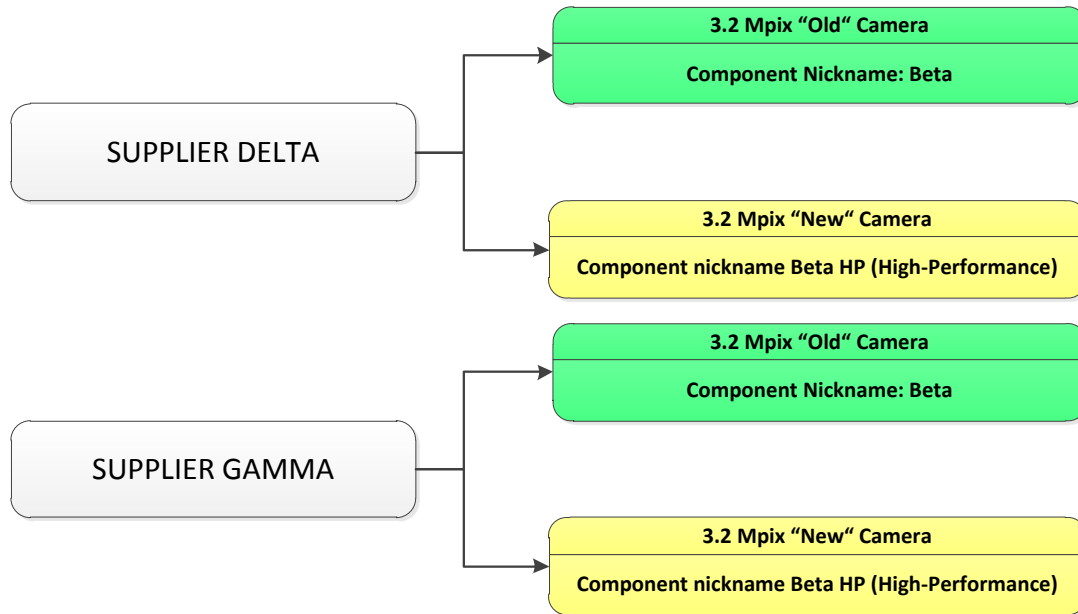 3.2 Mpix “Old“ Camera
Component Nickname: Beta
SUPPLIER DELTA
3.2 Mpix “New“ Camera
Component nickname Beta HP (High-Performance)
3.2 Mpix “Old“ Camera
Component Nickname: Beta
SUPPLIER GAMMA
3.2 Mpix “New“ Camera
Component nickname Beta HP (High-Performance)